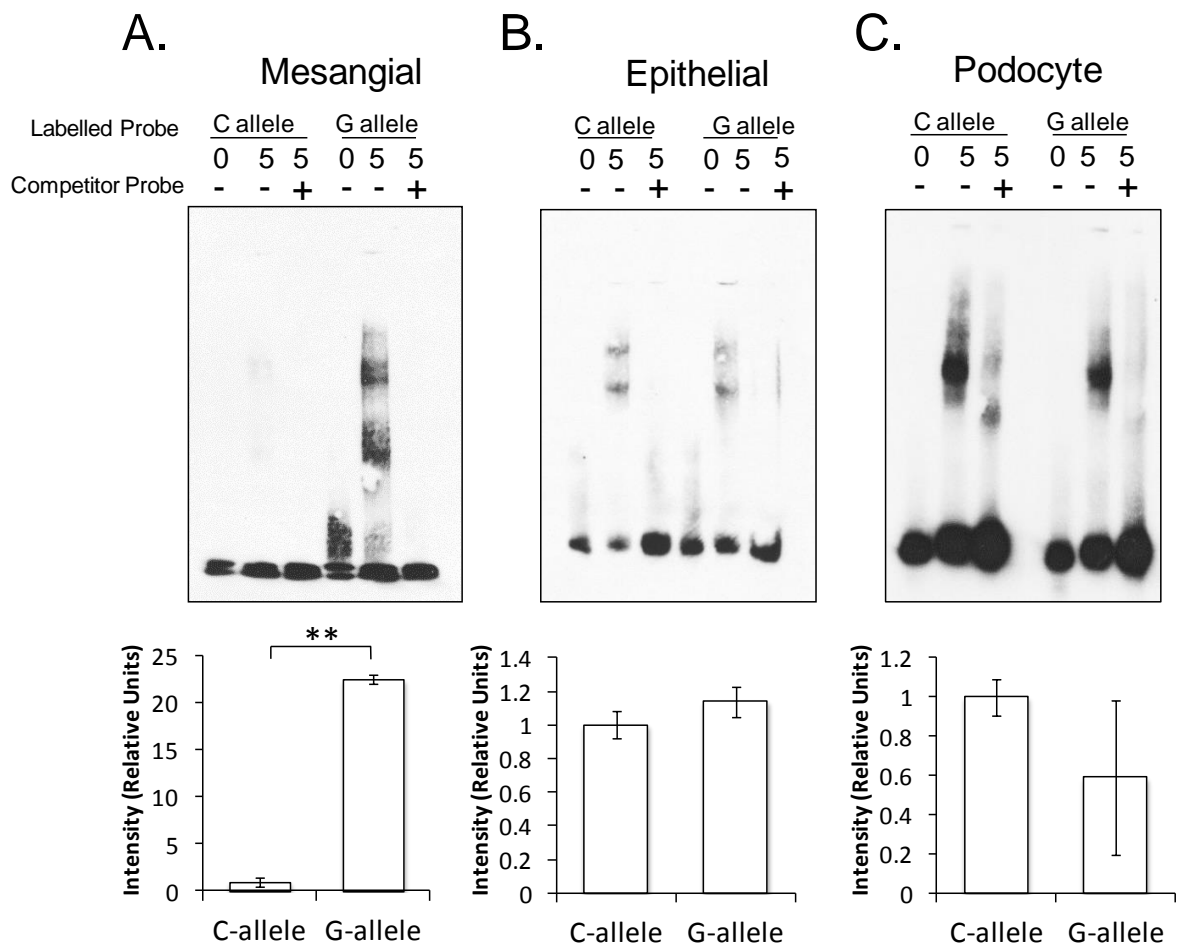 A.
B.
C.
Mesangial
Epithelial
Podocyte
Labelled Probe
C allele
G allele
C allele
G allele
C allele
G allele
0 5 5 0 5 5
0 5 5 0 5 5
0 5 5 0 5 5
Competitor Probe
- - + - - +
- - + - - +
- - + - - +
**
Intensity (Relative Units)
25
20
15
10
5
0
C-allele G-allele
Intensity (Relative Units)
1.4
1.2
1
0.8
0.6
0.4
0.2
0
C-allele G-allele
Intensity (Relative Units)
1.2
1
0.8
0.6
0.4
0.2
0
C-allele G-allele